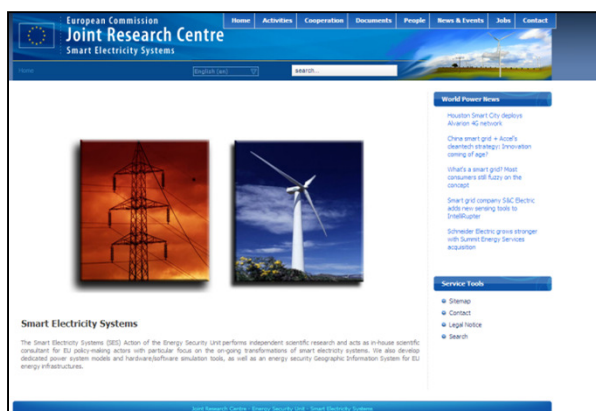 European Commission
Joint Research Centre
Smart Electricity Systems
Home Activities Cooperation Documents People News & Events Jobs Contact
Home
English (en)
search...
World Power News
Houston Smart City deploys
Alvarion 4G network
China smart grid + Accel's
cleantech strategy: Innovation
coming of age?
What's a smart grid? Most
consumers still fuzzy on the
concept
Smart grid company S&C Electric
adds new sensing tools to
IntelliRupter
Schneider Electric grows stronger
with Summit Energy Services
acquisition
Service Tools
Sitemap
Contact
Legal Notice
Search
Smart Electricity Systems
The Smart Electricity Systems (SES) Action of the Energy Security Unit performs independent scientific research and acts as in-house scientific
consultant for EU policy-making actors with particular focus on the on-going transformations of smart electricity systems. We also develop
dedicated power system models and hardware/software simulation tools, as well as an energy security Geographic Information System for EU
energy infrastructures.
Joint Research Centre - Energy Security Unit - Smart Electricity Systems